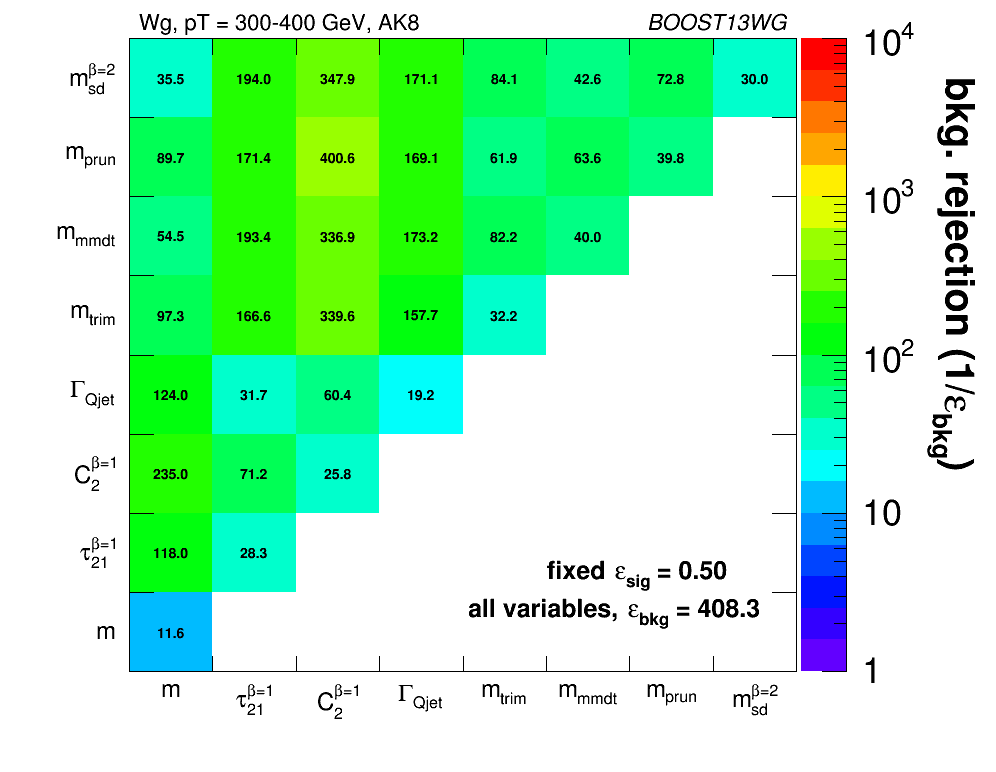 Wg, pT = 300-400 GeV, AK8 BOOST13WG
m_sd^β=2 35.5 194.0 347.9 171.1 84.1 42.6 72.8 30.0
m_prun 89.7 171.4 400.6 169.1 61.9 63.6 39.8
m_mmdt 54.5 193.4 336.9 173.2 82.2 40.0
m_trim 97.3 166.6 339.6 157.7 32.2
Γ_Qjet 124.0 31.7 60.4 19.2
C_2^β=1 235.0 71.2 25.8
τ_21^β=1 118.0 28.3
m 11.6
fixed ε_sig = 0.50
all variables, ε_bkg = 408.3
m τ_21^β=1 C_2^β=1 Γ_Qjet m_trim m_mmdt m_prun m_sd^β=2
10^4
10^3
10^2
10
1
bkg. rejection (1/ε_bkg)